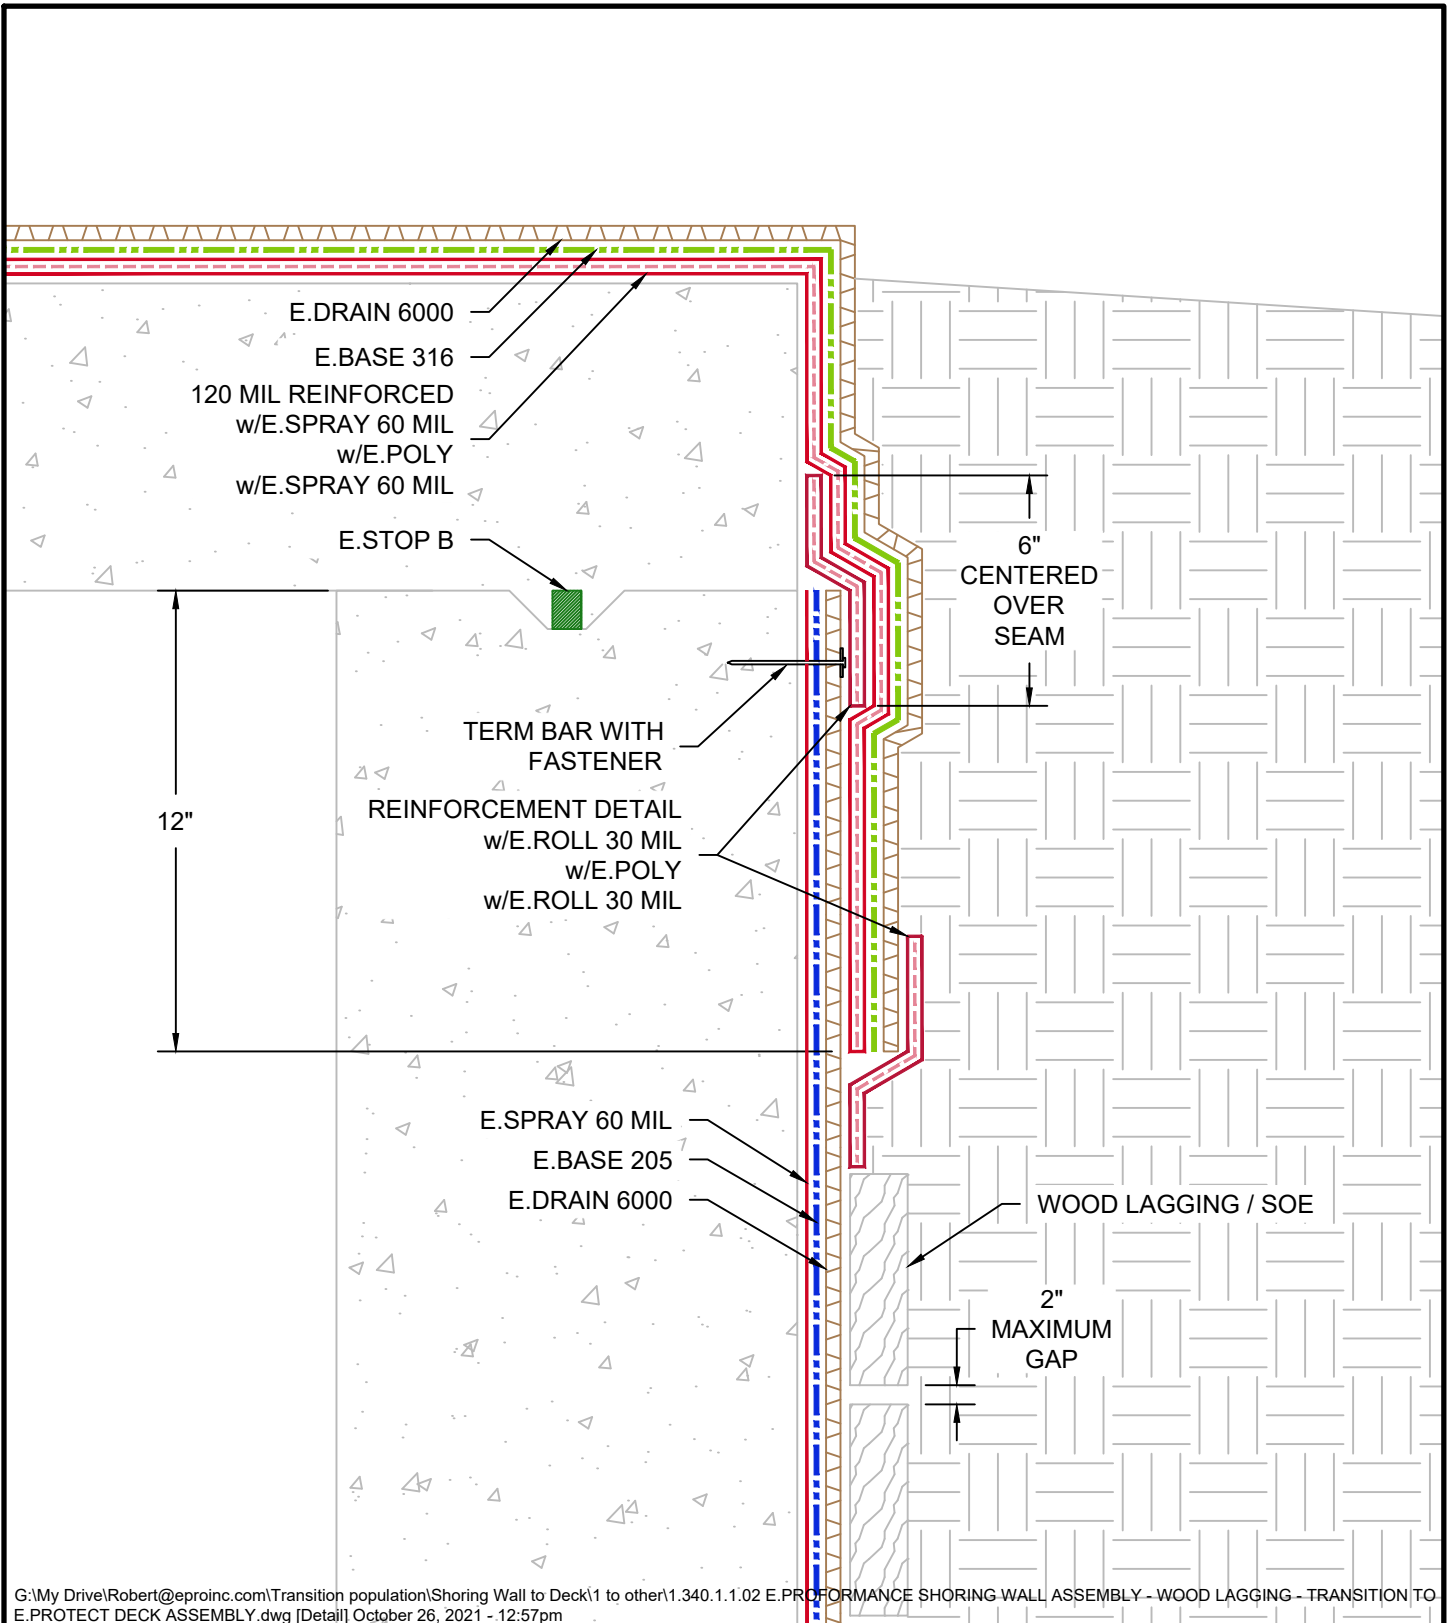 E.DRAIN 6000
E.BASE 316
120 MIL REINFORCED
w/E.SPRAY 60 MIL
w/E.POLY
w/E.SPRAY 60 MIL
E.STOP B
6"
CENTERED
OVER
SEAM
TERM BAR WITH
FASTENER
12"
REINFORCEMENT DETAIL
w/E.ROLL 30 MIL
w/E.POLY
w/E.ROLL 30 MIL
E.SPRAY 60 MIL
E.BASE 205
E.DRAIN 6000
WOOD LAGGING / SOE
2"
MAXIMUM
GAP
G:\My Drive\Robert@eproinc.com\Transition population\Shoring Wall to Deck\1 to other\1.340.1.1.02 E.PROFORMANCE SHORING WALL ASSEMBLY - WOOD LAGGING - TRANSITION TO
E.PROTECT DECK ASSEMBLY.dwg [Detail] October 26, 2021 - 12:57pm